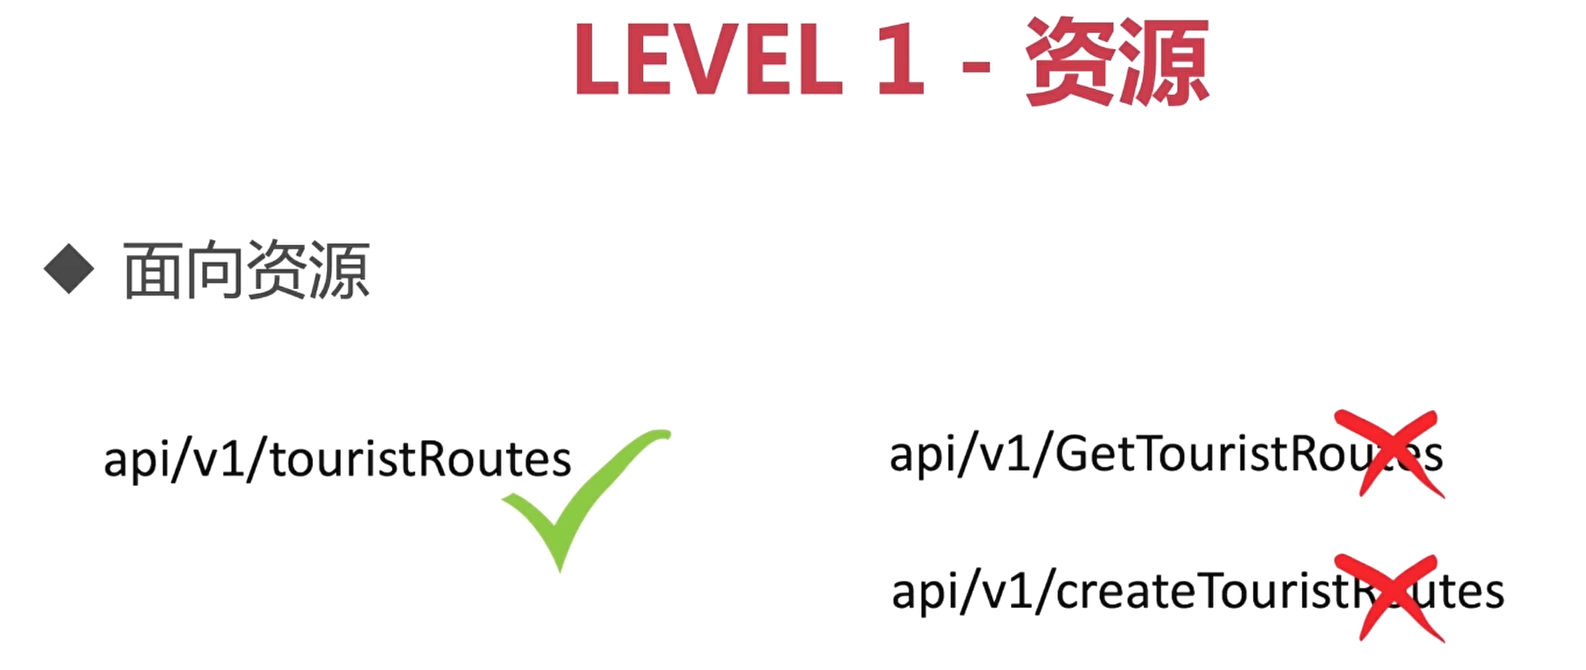 LEVEL 1 - 资源
面向资源
api/v1/touristRoutes
api/v1/GetTouristRoutes
api/v1/createTouristRoutes